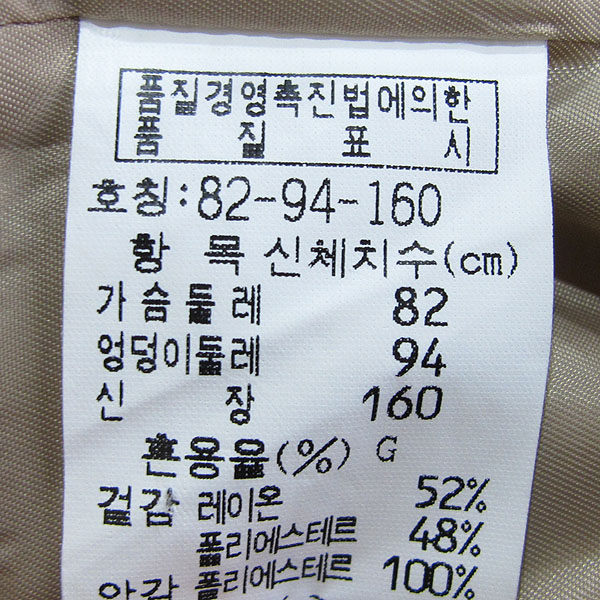 품질경영촉진법에의한
품 질 표 시
호칭:82-94-160
항 목 신체치수(cm)
가슴둘레 82
엉덩이둘레 94
신 장 160
혼용율(%) G
겉감 레이온 52%
폴리에스테르 48%
안감 폴리에스테르 100%